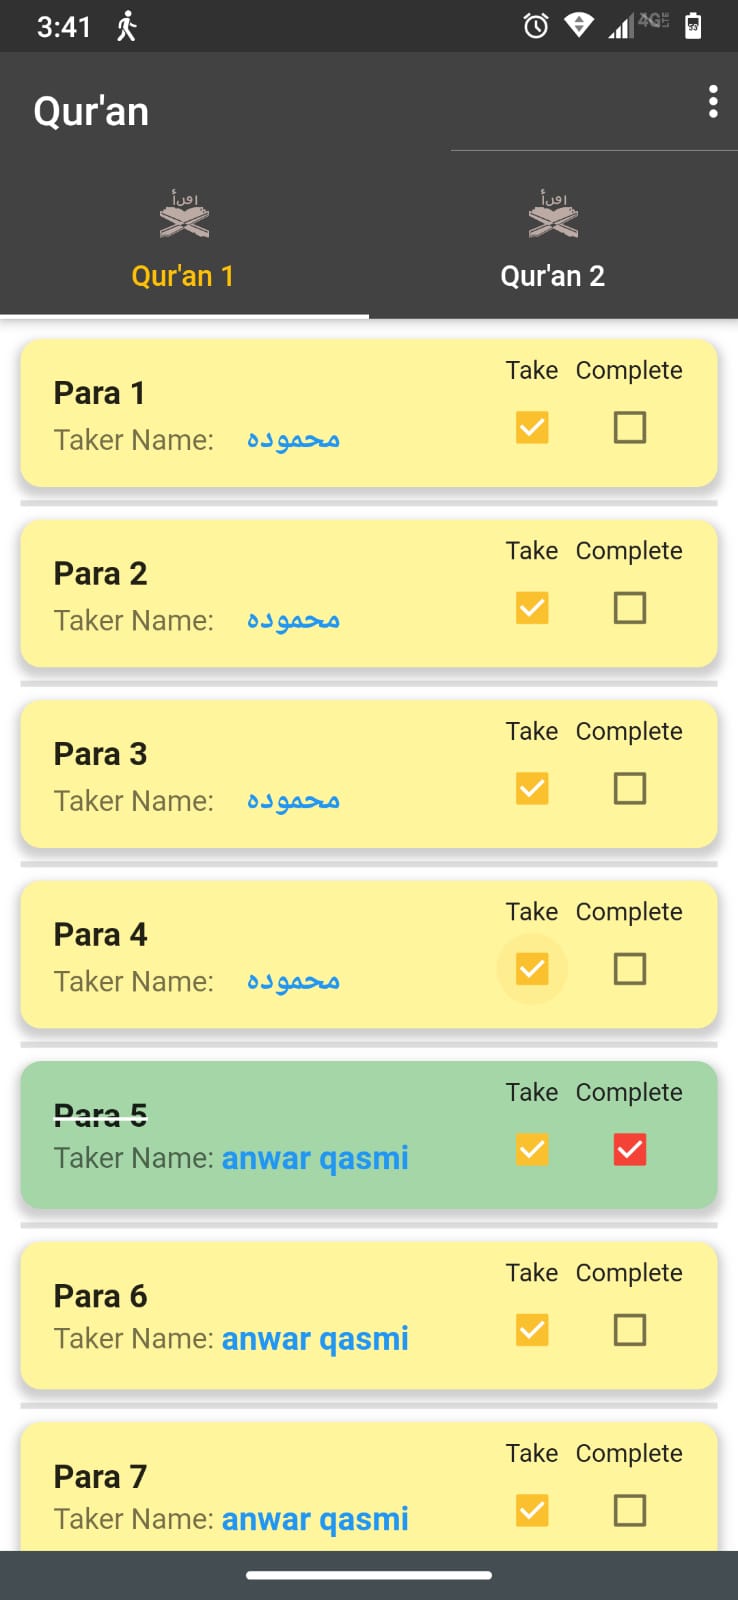 3:41
Qur'an
Qur'an 1
Qur'an 2
Take Complete
Para 1
Taker Name: محموده
Take Complete
Para 2
Taker Name: محموده
Take Complete
Para 3
Taker Name: محموده
Take Complete
Para 4
Taker Name: محموده
Take Complete
Para 5
Taker Name: anwar qasmi
Take Complete
Para 6
Taker Name: anwar qasmi
Take Complete
Para 7
Taker Name: anwar qasmi